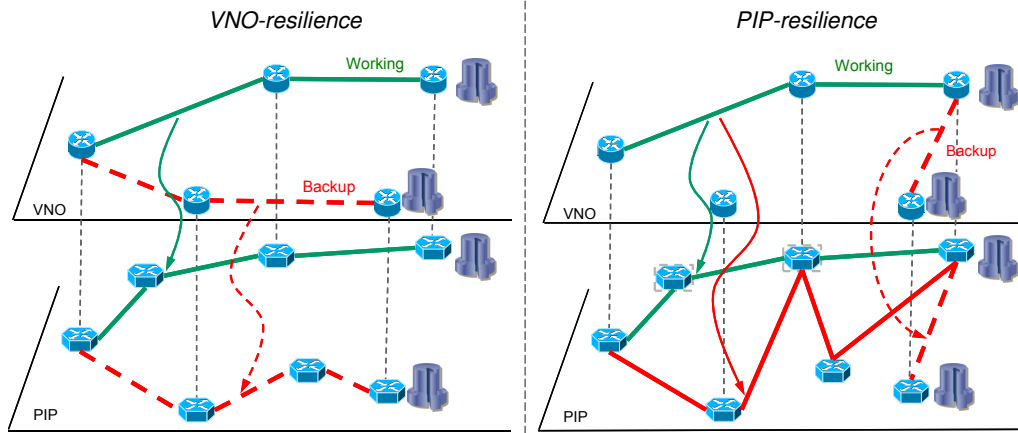 VNO-resilience
Working
Backup
VNO
PIP
PIP-resilience
Working
Backup
VNO
PIP